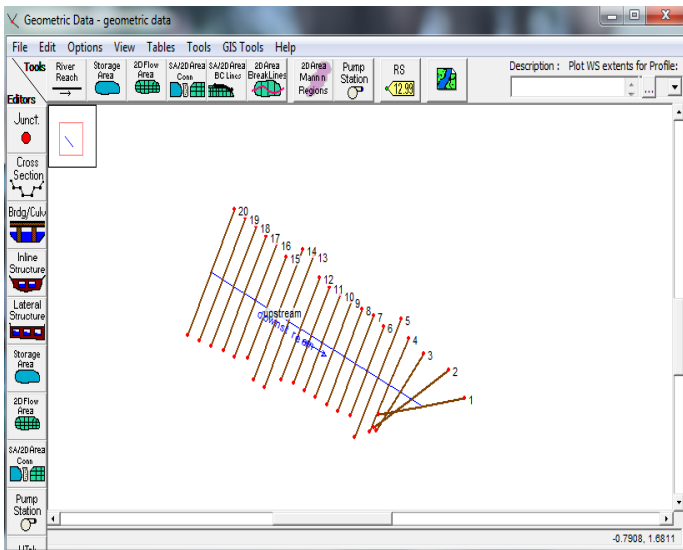 Geometric Data - geometric data
File Edit Options View Tables Tools GIS Tools Help
Tools
Editors
River Reach
Storage Area
2D Flow Area
SA/2D Area Conn
SA/2D Area BC Lines
2D Area BreakLines
2D Area Mann n Regions
Pump Station
RS
12.99
Description : Plot WS extents for Profile:
...
Junct.
Cross Section
Brdg/Culv
Inline Structure
Lateral Structure
Storage Area
2D Flow Area
SA/2D Area Conn
Pump Station
20
19
18
17
16
15
14
13
12
11
10
9
8
7
6
5
4
3
2
1
upstream
-0.7908, 1.6811